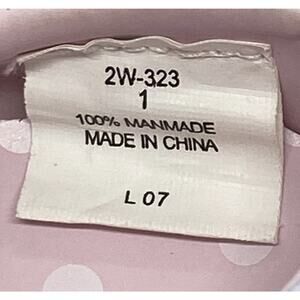 2W-323
1
100% MANMADE
MADE IN CHINA
L 07